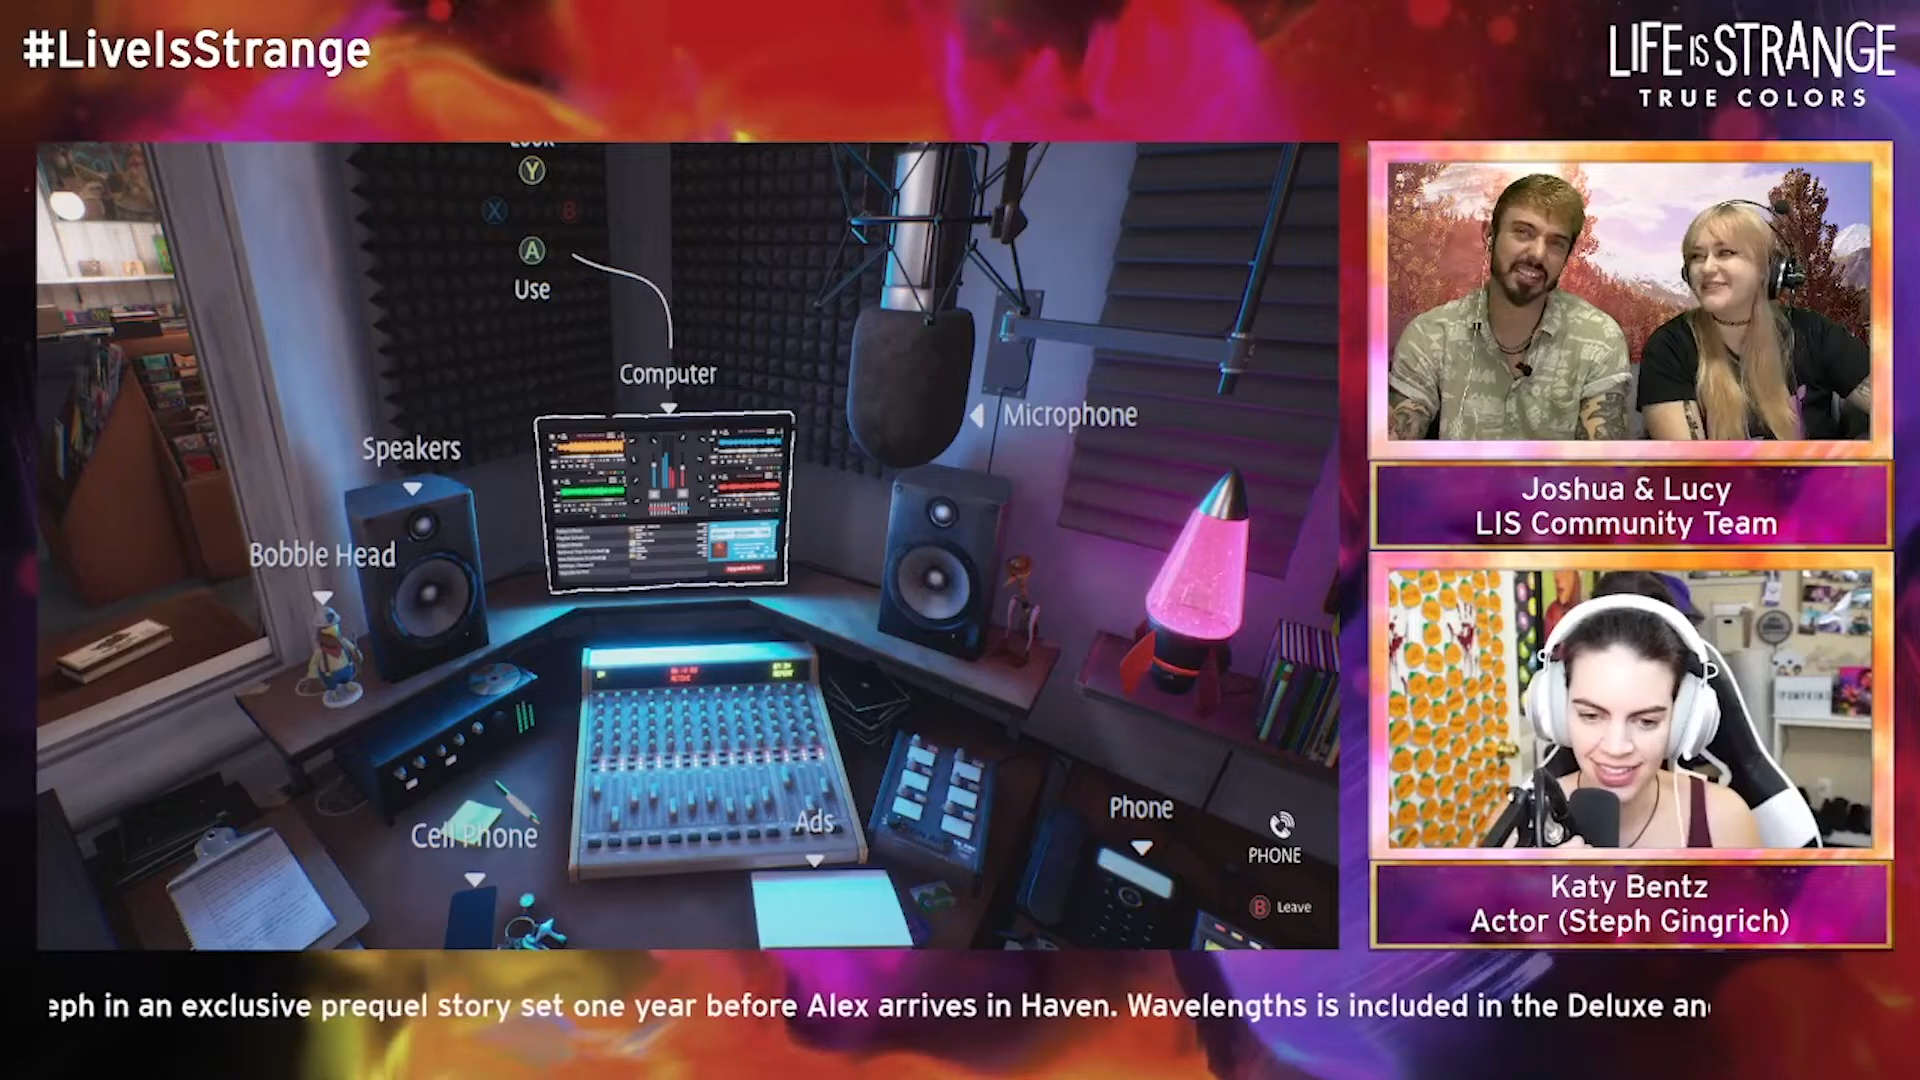 #LiveIsStrange
LIFE IS STRANGE
TRUE COLORS
Y
X
B
A
Use
Computer
Microphone
Speakers
Bobble Head
Cell Phone
Ads
Phone
PHONE
B Leave
Joshua & Lucy
LIS Community Team
Katy Bentz
Actor (Steph Gingrich)
eph in an exclusive prequel story set one year before Alex arrives in Haven. Wavelengths is included in the Deluxe an